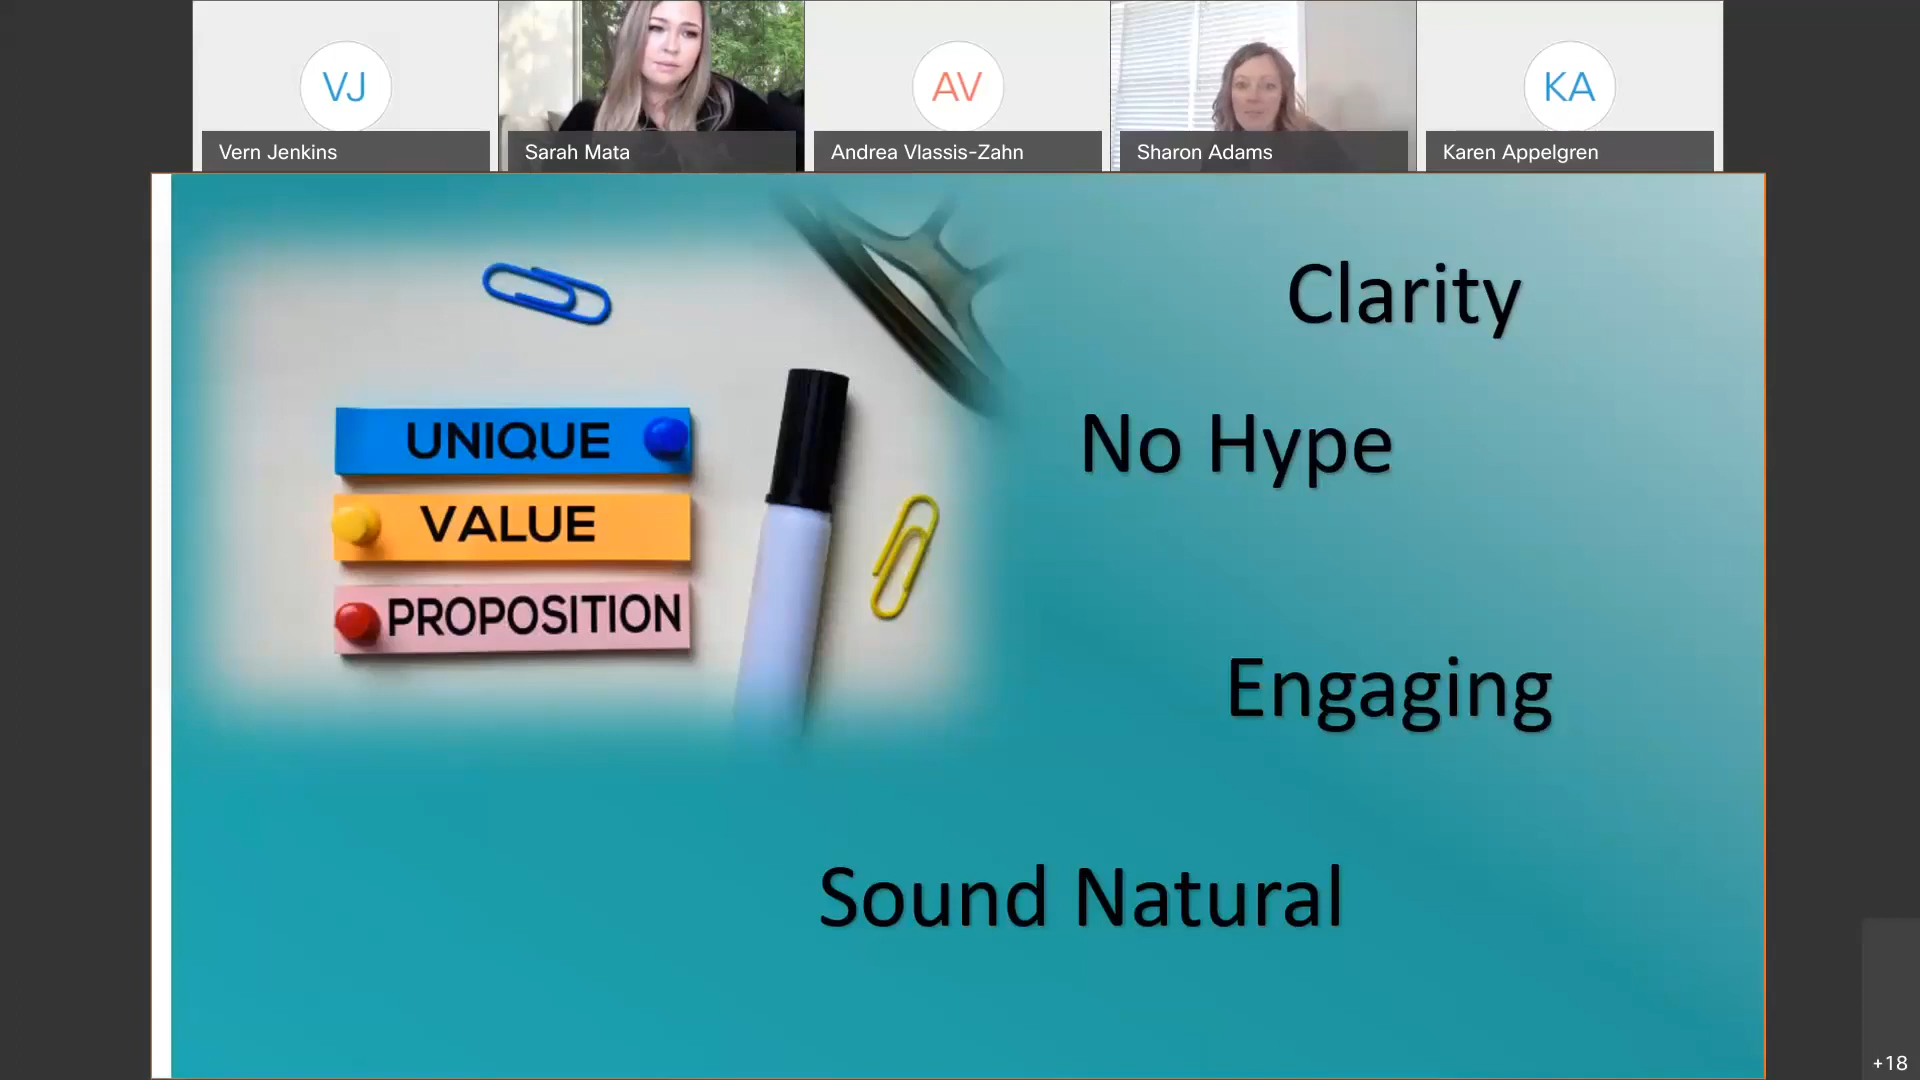 VJ
Vern Jenkins
Sarah Mata
AV
Andrea Vlassis-Zahn
Sharon Adams
KA
Karen Appelgren
UNIQUE
VALUE
PROPOSITION
Clarity
No Hype
Engaging
Sound Natural
+18